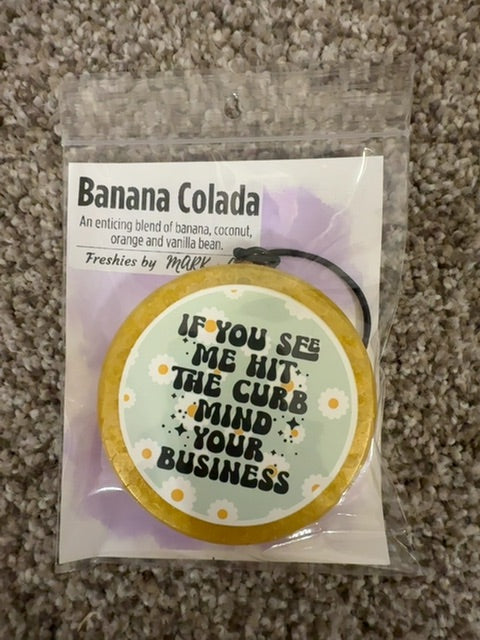 Banana Colada
An enticing blend of banana, coconut,
orange and vanilla bean.
Freshies by MARK
IF YOU SEE
ME HIT
THE CURB
MIND
YOUR
BUSINESS